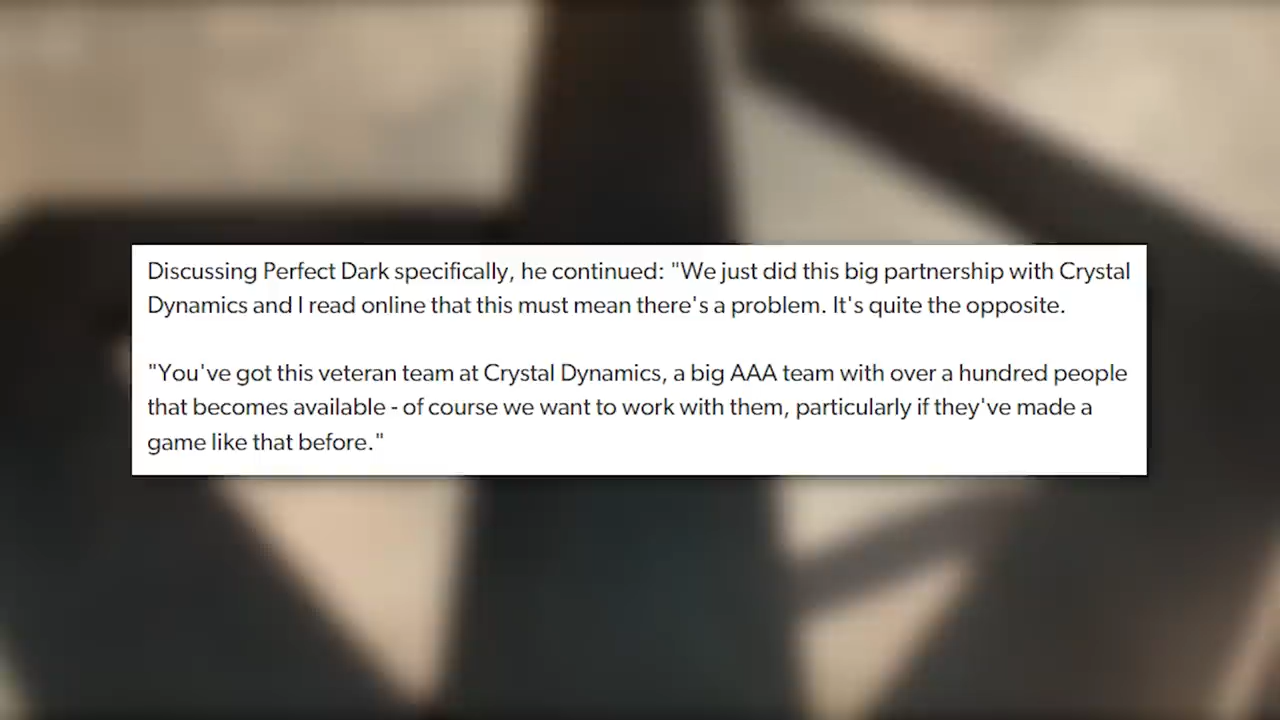 Discussing Perfect Dark specifically, he continued: "We just did this big partnership with Crystal
Dynamics and I read online that this must mean there's a problem. It's quite the opposite.
"You've got this veteran team at Crystal Dynamics, a big AAA team with over a hundred people
that becomes available - of course we want to work with them, particularly if they've made a
game like that before."